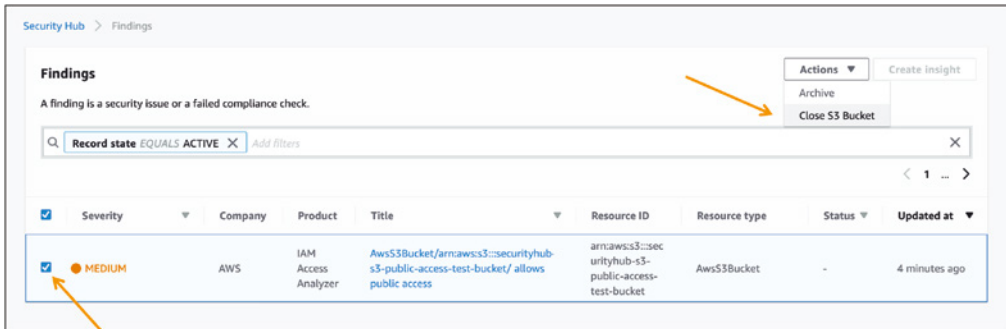 Security Hub > Findings
Findings
Actions ▼ Create insight
A finding is a security issue or a failed compliance check.
Archive
Close S3 Bucket
Record state EQUALS ACTIVE X Add filters X
< 1 ... >
Severity Company Product Title Resource ID Resource type Status Updated at
MEDIUM
AWS
IAM
Access
Analyzer
AwsS3Bucket/arn:aws:s3:::securityhub-
s3-public-access-test-bucket/ allows
public access
arn:aws:s3:::sec
urityhub-s3-
public-access-
test-bucket
AwsS3Bucket
-
4 minutes ago